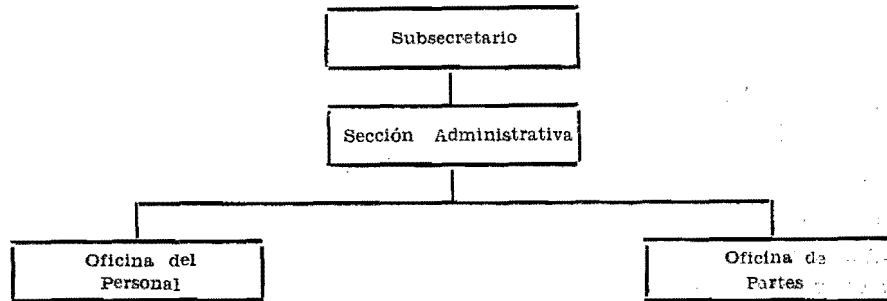 Subsecretario
Sección Administrativa
Oficina del
Personal
Oficina de
Partes